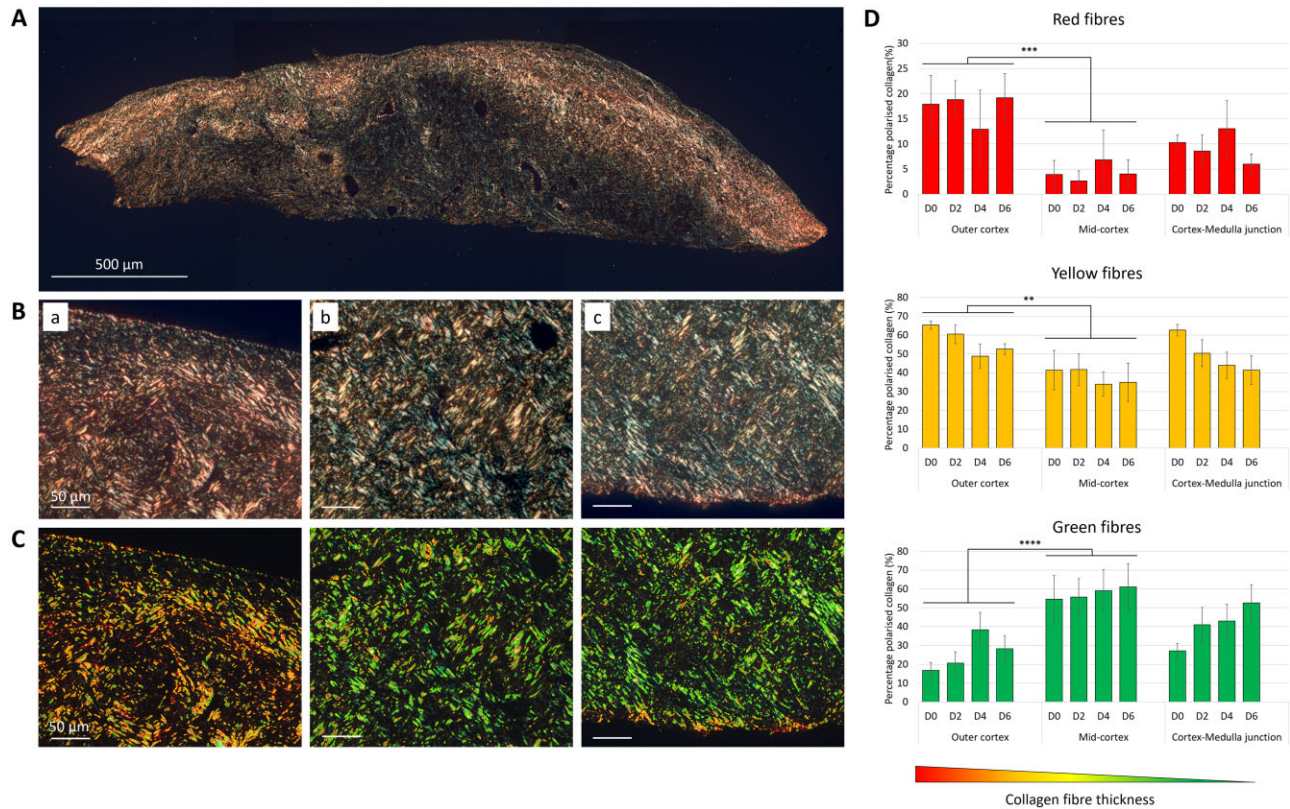 A
500 µm
B
a
b
c
50 µm
C
50 µm
D
Red fibres
Percentage polarised collagen(%)
30
25
20
15
10
5
0
***
D0 D2 D4 D6 D0 D2 D4 D6 D0 D2 D4 D6
Outer cortex Mid-cortex Cortex-Medulla junction
Yellow fibres
Percentage polarised collagen (%)
80
70
60
50
40
30
20
10
0
**
D0 D2 D4 D6 D0 D2 D4 D6 D0 D2 D4 D6
Outer cortex Mid-cortex Cortex-Medulla junction
Green fibres
Percentage polarised collagen (%)
80
70
60
50
40
30
20
10
0
****
D0 D2 D4 D6 D0 D2 D4 D6 D0 D2 D4 D6
Outer cortex Mid-cortex Cortex-Medulla junction
Collagen fibre thickness